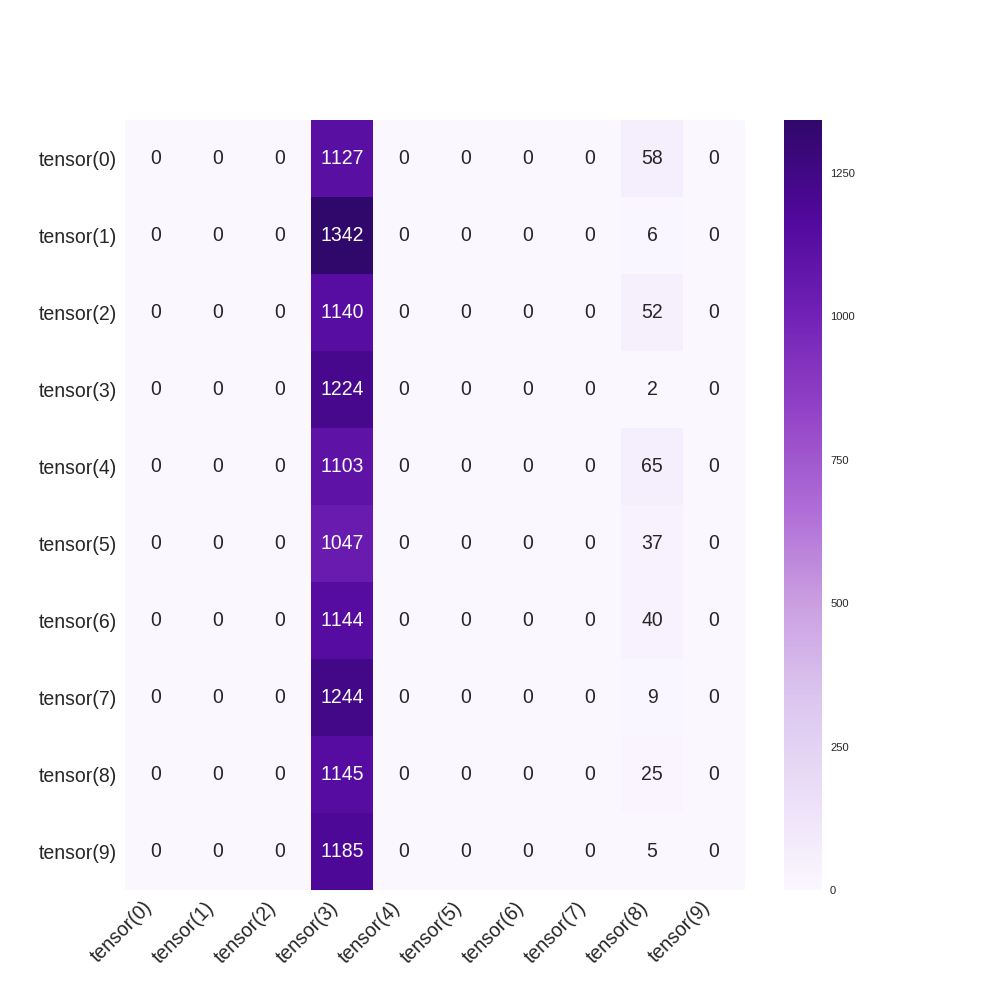 tensor(0) 0 0 0 1127 0 0 0 0 58 0
tensor(1) 0 0 0 1342 0 0 0 0 6 0
tensor(2) 0 0 0 1140 0 0 0 0 52 0
tensor(3) 0 0 0 1224 0 0 0 0 2 0
tensor(4) 0 0 0 1103 0 0 0 0 65 0
tensor(5) 0 0 0 1047 0 0 0 0 37 0
tensor(6) 0 0 0 1144 0 0 0 0 40 0
tensor(7) 0 0 0 1244 0 0 0 0 9 0
tensor(8) 0 0 0 1145 0 0 0 0 25 0
tensor(9) 0 0 0 1185 0 0 0 0 5 0
tensor(0) tensor(1) tensor(2) tensor(3) tensor(4) tensor(5) tensor(6) tensor(7) tensor(8) tensor(9)
1250
1000
750
500
250
0